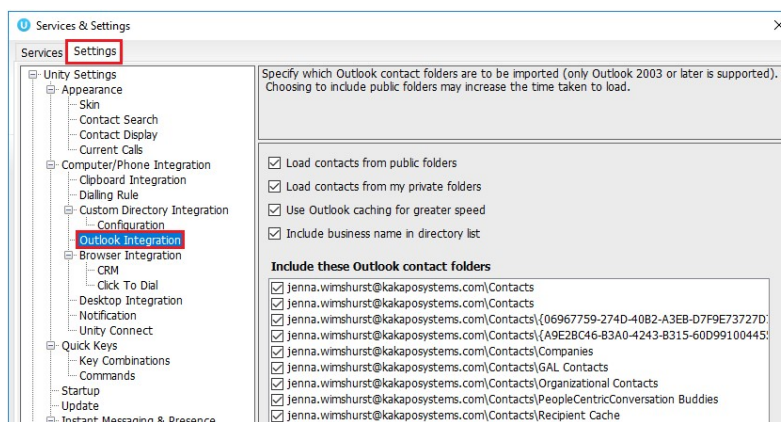 Services & Settings
Services Settings
Unity Settings
Appearance
Skin
Contact Search
Contact Display
Current Calls
Computer/Phone Integration
Clipboard Integration
Dialling Rule
Custom Directory Integration
Configuration
Outlook Integration
Browser Integration
CRM
Click To Dial
Desktop Integration
Notification
Unity Connect
Quick Keys
Key Combinations
Commands
Startup
Update
Instant Messaging & Presence
Specify which Outlook contact folders are to be imported (only Outlook 2003 or later is supported).
Choosing to include public folders may increase the time taken to load.
Load contacts from public folders
Load contacts from my private folders
Use Outlook caching for greater speed
Include business name in directory list
Include these Outlook contact folders
jenna.wimshurst@kakaposystems.com\Contacts
jenna.wimshurst@kakaposystems.com\Contacts
jenna.wimshurst@kakaposystems.com\Contacts\{06967759-274D-40B2-A3EB-D7F9E73727D
jenna.wimshurst@kakaposystems.com\Contacts\{A9E2BC46-B3A0-4243-B315-60D99100445
jenna.wimshurst@kakaposystems.com\Contacts\Companies
jenna.wimshurst@kakaposystems.com\Contacts\GAL Contacts
jenna.wimshurst@kakaposystems.com\Contacts\Organizational Contacts
jenna.wimshurst@kakaposystems.com\Contacts\PeopleCentricConversation Buddies
jenna.wimshurst@kakaposystems.com\Contacts\Recipient Cache